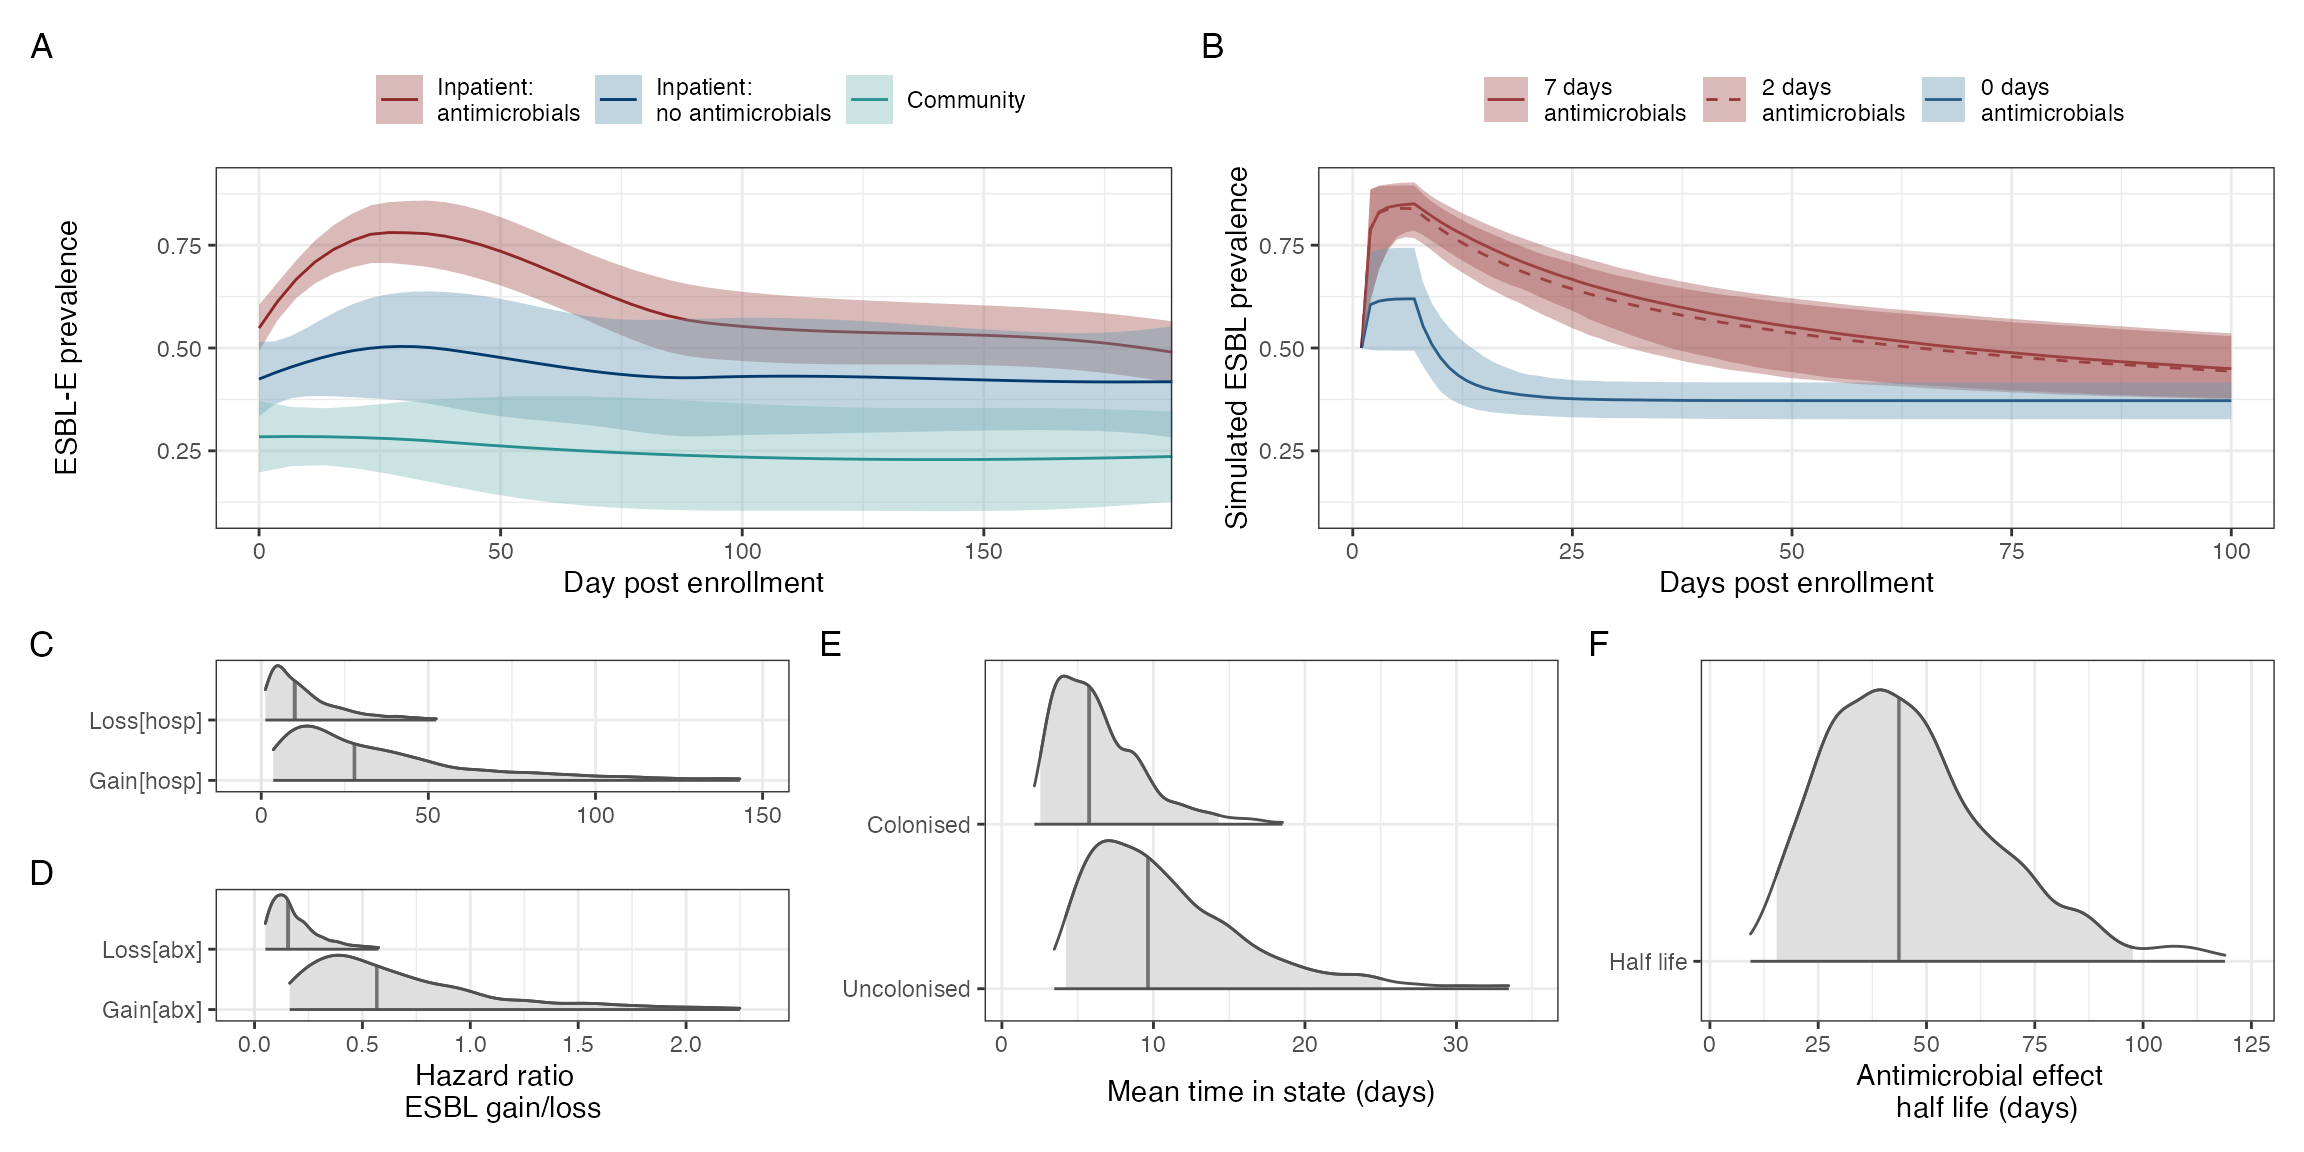 A
Inpatient:
antimicrobials
Inpatient:
no antimicrobials
Community
ESBL-E prevalence
0.75
0.50
0.25
0
50
100
150
Day post enrollment
B
7 days
antimicrobials
2 days
antimicrobials
0 days
antimicrobials
Simulated ESBL prevalence
0.75
0.50
0.25
0
25
50
75
100
Days post enrollment
C
Loss[hosp]
Gain[hosp]
0
50
100
150
D
Loss[abx]
Gain[abx]
0.0
0.5
1.0
1.5
2.0
Hazard ratio
ESBL gain/loss
E
Colonised
Uncolonised
0
10
20
30
Mean time in state (days)
F
Half life
0
25
50
75
100
125
Antimicrobial effect
half life (days)